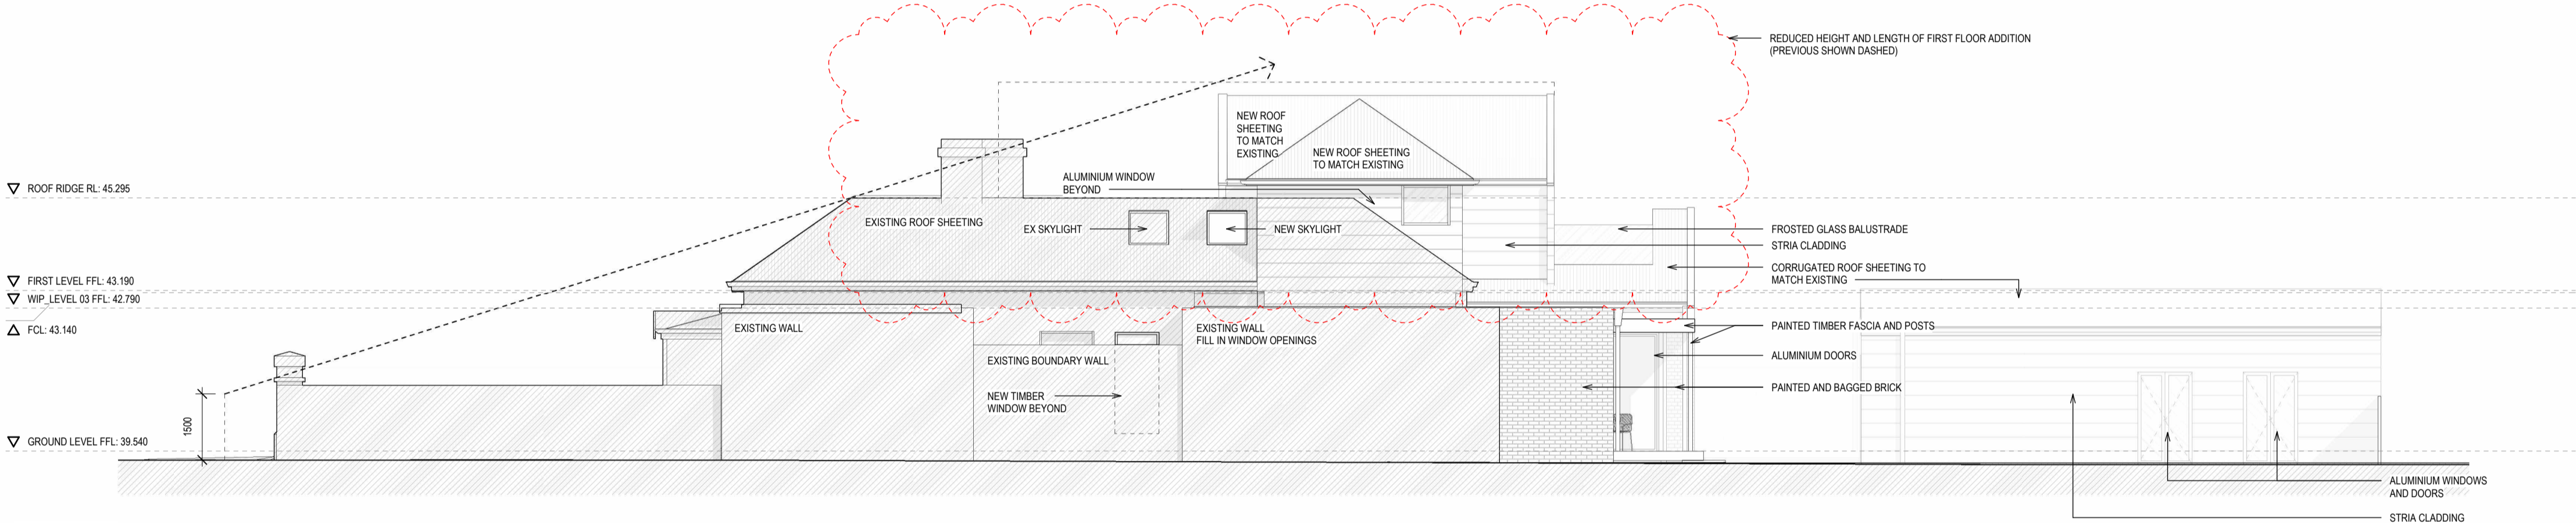 REDUCED HEIGHT AND LENGTH OF FIRST FLOOR ADDITION
(PREVIOUS SHOWN DASHED)
NEW ROOF
SHEETING
TO MATCH
EXISTING
NEW ROOF SHEETING
TO MATCH EXISTING
ALUMINIUM WINDOW
BEYOND
ROOF RIDGE RL: 45.295
EXISTING ROOF SHEETING
EX SKYLIGHT
NEW SKYLIGHT
FROSTED GLASS BALUSTRADE
STRIA CLADDING
CORRUGATED ROOF SHEETING TO
MATCH EXISTING
FIRST LEVEL FFL: 43.190
WIP_LEVEL 03 FFL: 42.790
FCL: 43.140
EXISTING WALL
EXISTING WALL
FILL IN WINDOW OPENINGS
PAINTED TIMBER FASCIA AND POSTS
EXISTING BOUNDARY WALL
ALUMINIUM DOORS
NEW TIMBER
WINDOW BEYOND
PAINTED AND BAGGED BRICK
1500
GROUND LEVEL FFL: 39.540
ALUMINIUM WINDOWS
AND DOORS
STRIA CLADDING